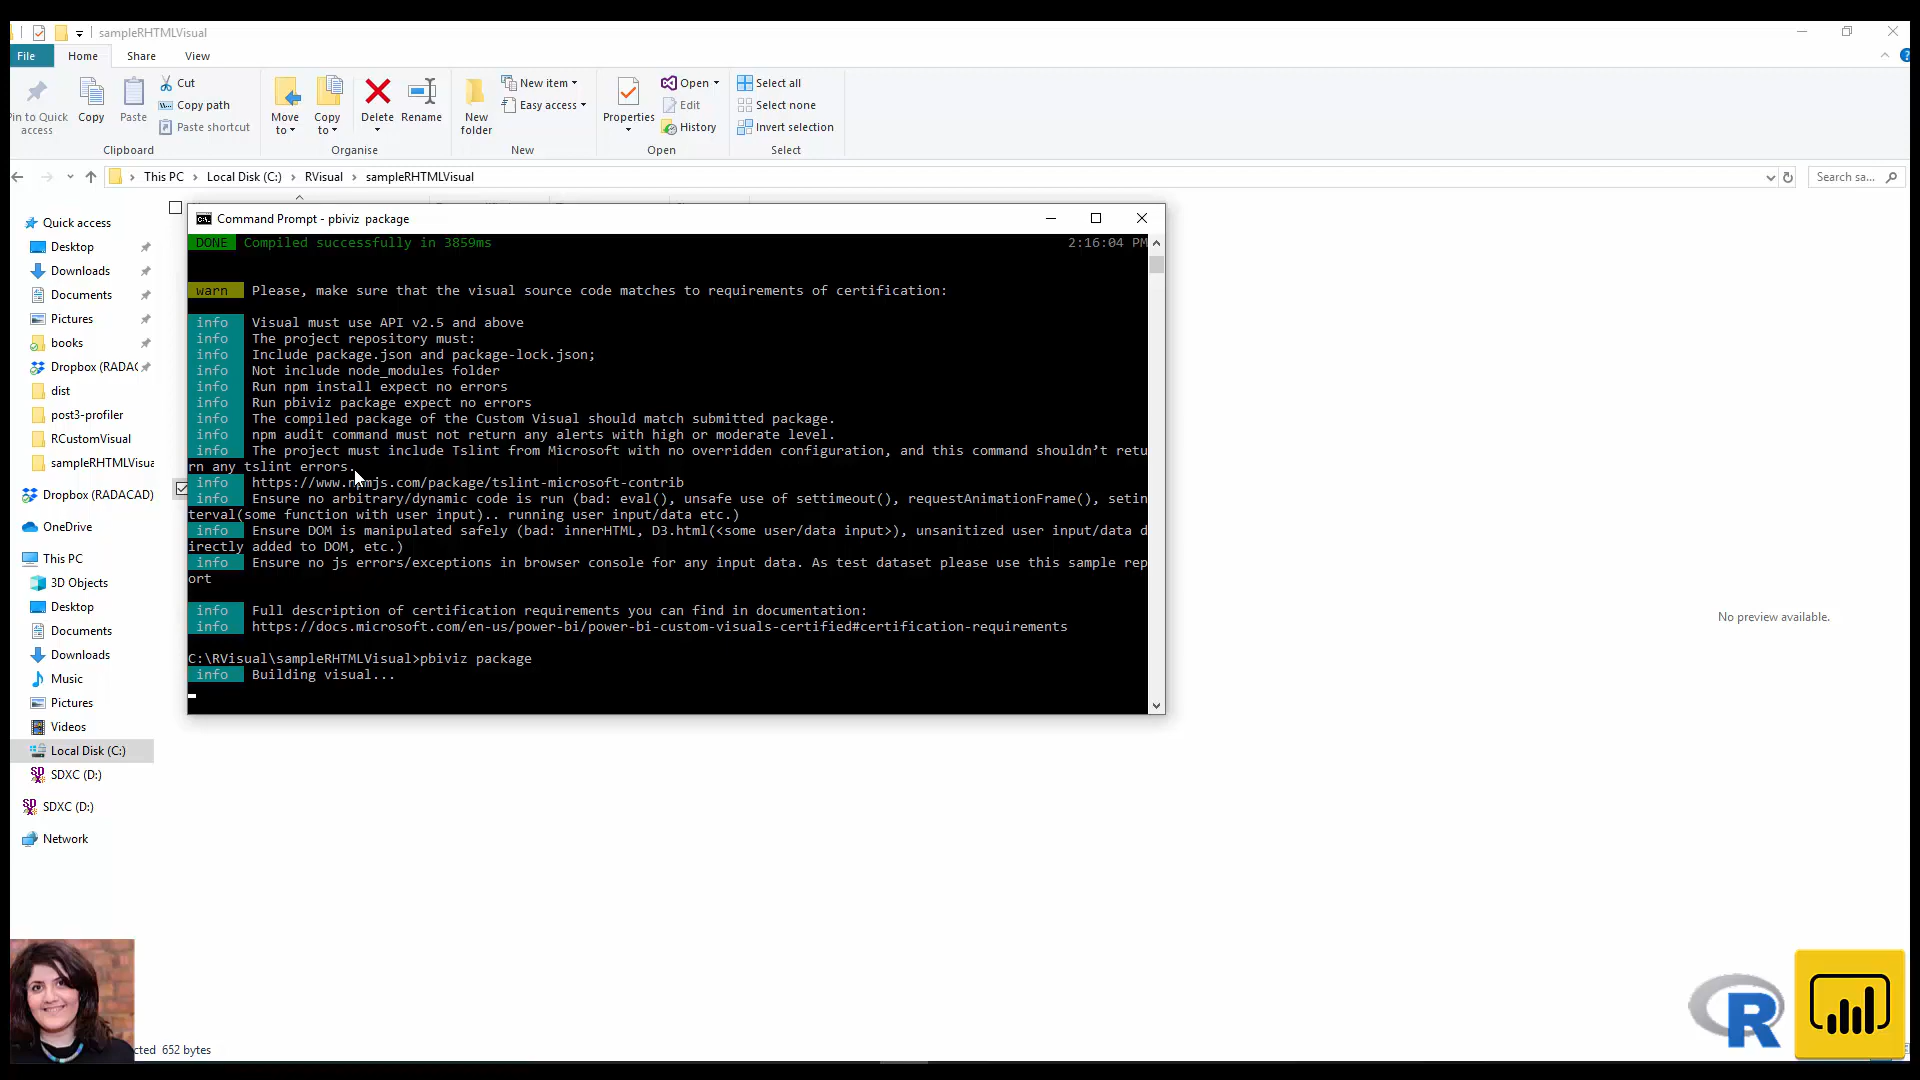 sampleRHTMLVisual
File Home Share View
Pin to Quick access
Copy
Paste
Cut
Copy path
Paste shortcut
Clipboard
Move to
Copy to
Delete
Rename
Organise
New folder
New item
Easy access
New
Properties
Open
Edit
History
Open
Select all
Select none
Invert selection
Select
This PC > Local Disk (C:) > RVisual > sampleRHTMLVisual
Search sa...
Quick access
Desktop
Downloads
Documents
Pictures
books
Dropbox (RADAC
dist
post3-profiler
RCustomVisual
sampleRHTMLVisua
Dropbox (RADACAD)
OneDrive
This PC
3D Objects
Desktop
Documents
Downloads
Music
Pictures
Videos
Local Disk (C:)
SDXC (D:)
SDXC (D:)
Network
Command Prompt - pbiviz package
DONE Compiled successfully in 3859ms 2:16:04 PM
warn Please, make sure that the visual source code matches to requirements of certification:
info Visual must use API v2.5 and above
info The project repository must:
info Include package.json and package-lock.json;
info Not include node_modules folder
info Run npm install expect no errors
info Run pbiviz package expect no errors
info The compiled package of the Custom Visual should match submitted package.
info npm audit command must not return any alerts with high or moderate level.
info The project must include Tslint from Microsoft with no overridden configuration, and this command shouldn’t retu
rn any tslint errors.
info https://www.npmjs.com/package/tslint-microsoft-contrib
info Ensure no arbitrary/dynamic code is run (bad: eval(), unsafe use of settimeout(), requestAnimationFrame(), setin
terval(some function with user input).. running user input/data etc.)
info Ensure DOM is manipulated safely (bad: innerHTML, D3.html(<some user/data input>), unsanitized user input/data d
irectly added to DOM, etc.)
info Ensure no js errors/exceptions in browser console for any input data. As test dataset please use this sample rep
ort
info Full description of certification requirements you can find in documentation:
info https://docs.microsoft.com/en-us/power-bi/power-bi-custom-visuals-certified#certification-requirements
C:\RVisual\sampleRHTMLVisual>pbiviz package
info Building visual...
No preview available.
cted 652 bytes
R